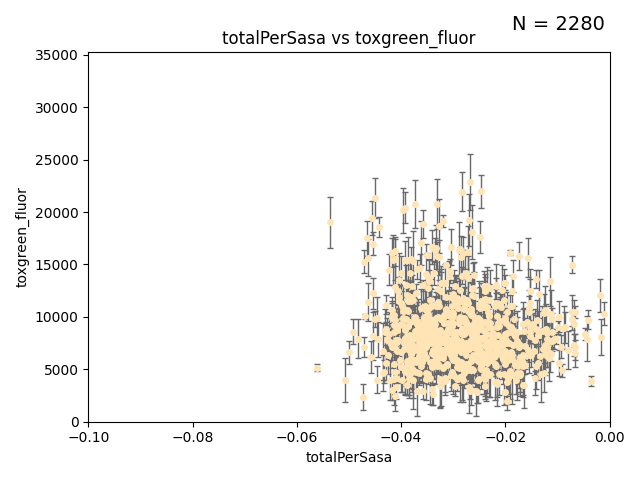 N = 2280
totalPerSasa vs toxgreen_fluor
35000
30000
25000
20000
15000
10000
5000
0
toxgreen_fluor
−0.10 −0.08 −0.06 −0.04 −0.02 0.00
totalPerSasa